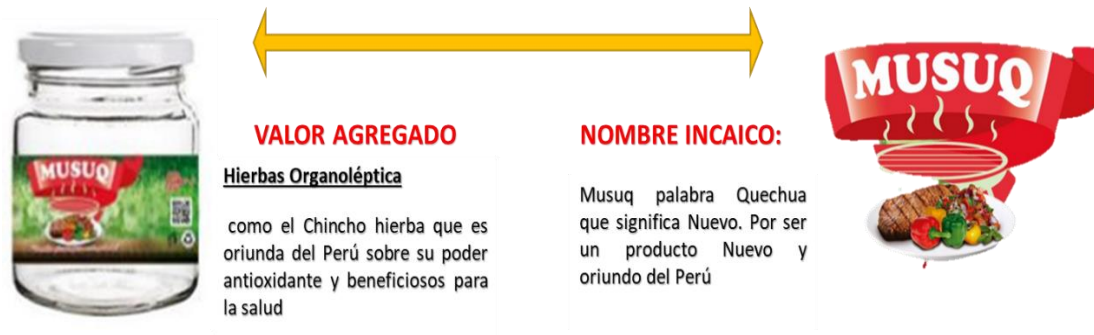 MUSUQ
VALOR AGREGADO
Hierbas Organoléptica
como el Chincho hierba que es
oriunda del Perú sobre su poder
antioxidante y beneficiosos para
la salud
NOMBRE INCAICO:
Musuq palabra Quechua
que significa Nuevo. Por ser
un producto Nuevo y
oriundo del Perú
MUSUQ